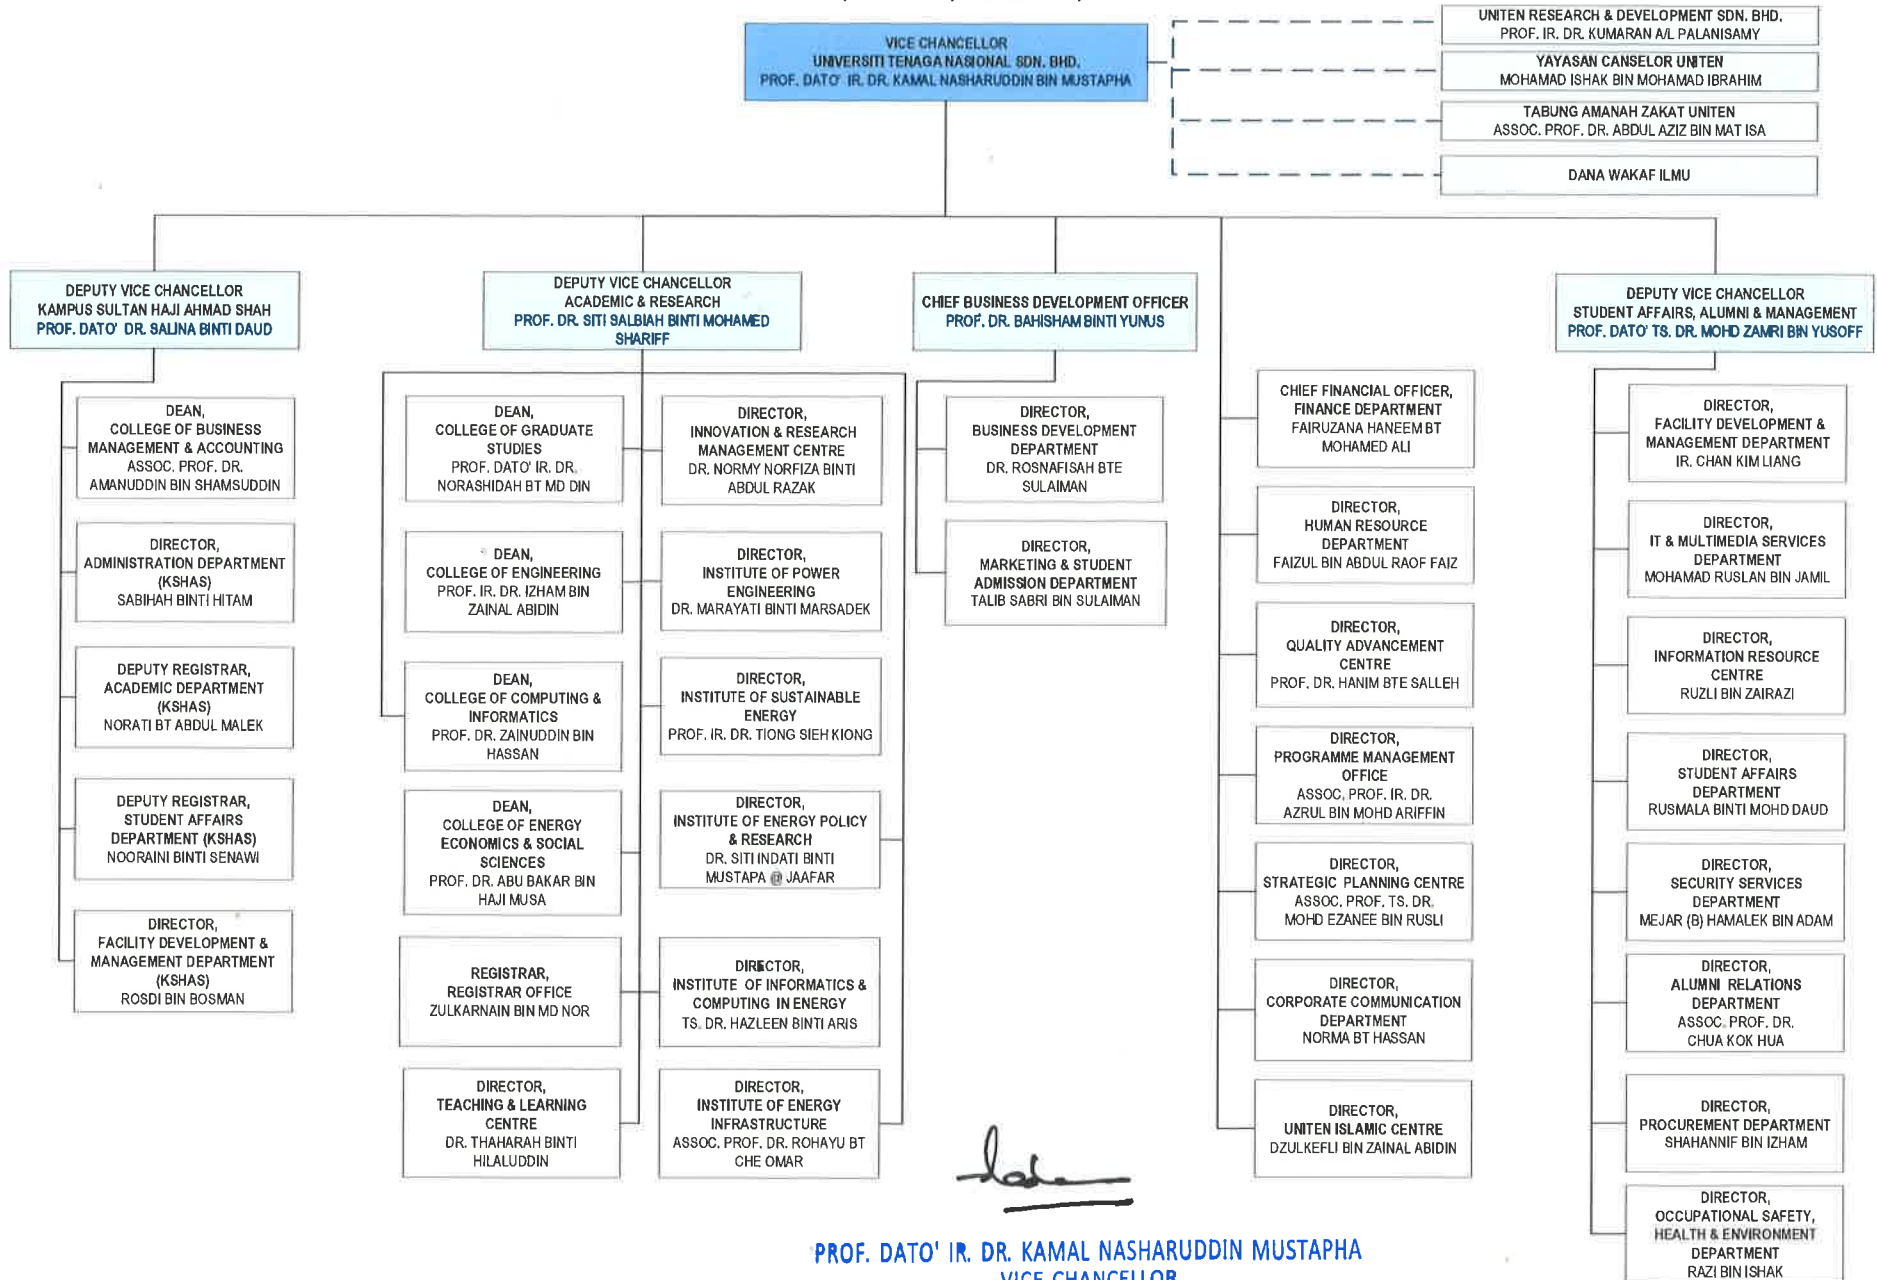 VICE CHANCELLOR
UNIVERSITI TENAGA NASIONAL SDN. BHD.
PROF. DATO' IR. DR. KAMAL NASHARUDDIN BIN MUSTAPHA
UNITEN RESEARCH & DEVELOPMENT SDN. BHD.
PROF. IR. DR. KUMARAN A/L PALANISAMY
YAYASAN CANSELOR UNITEN
MOHAMAD ISHAK BIN MOHAMAD IBRAHIM
TABUNG AMANAH ZAKAT UNITEN
ASSOC. PROF. DR. ABDUL AZIZ BIN MAT ISA
DANA WAKAF ILMU
DEPUTY VICE CHANCELLOR
KAMPUS SULTAN HAJI AHMAD SHAH
PROF. DATO' DR. SALINA BINTI DAUD
DEAN,
COLLEGE OF BUSINESS
MANAGEMENT & ACCOUNTING
ASSOC. PROF. DR.
AMANUDDIN BIN SHAMSUDDIN
DIRECTOR,
ADMINISTRATION DEPARTMENT
(KSHAS)
SABIHAH BINTI HITAM
DEPUTY REGISTRAR,
ACADEMIC DEPARTMENT
(KSHAS)
NORATI BT ABDUL MALEK
DEPUTY REGISTRAR,
STUDENT AFFAIRS
DEPARTMENT (KSHAS)
NOORAINI BINTI SENAWI
DIRECTOR,
FACILITY DEVELOPMENT &
MANAGEMENT DEPARTMENT
(KSHAS)
ROSDI BIN BOSMAN
DEPUTY VICE CHANCELLOR
ACADEMIC & RESEARCH
PROF. DR. SITI SALBIAH BINTI MOHAMED
SHARIFF
DEAN,
COLLEGE OF GRADUATE
STUDIES
PROF. DATO' IR. DR.
NORASHIDAH BT MD DIN
DEAN,
COLLEGE OF ENGINEERING
PROF. IR. DR. IZHAM BIN
ZAINAL ABIDIN
DEAN,
COLLEGE OF COMPUTING &
INFORMATICS
PROF. DR. ZAINUDDIN BIN
HASSAN
DEAN,
COLLEGE OF ENERGY
ECONOMICS & SOCIAL
SCIENCES
PROF. DR. ABU BAKAR BIN
HAJI MUSA
REGISTRAR,
REGISTRAR OFFICE
ZULKARNAIN BIN MD NOR
DIRECTOR,
TEACHING & LEARNING
CENTRE
DR. THAHARAH BINTI
HILALUDDIN
DIRECTOR,
INNOVATION & RESEARCH
MANAGEMENT CENTRE
DR. NORMY NORFIZA BINTI
ABDUL RAZAK
DIRECTOR,
INSTITUTE OF POWER
ENGINEERING
DR. MARAYATI BINTI MARSADEK
DIRECTOR,
INSTITUTE OF SUSTAINABLE
ENERGY
PROF. IR. DR. TIONG SIEH KIONG
DIRECTOR,
INSTITUTE OF ENERGY POLICY
& RESEARCH
DR. SITI INDATI BINTI
MUSTAPA @ JAAFAR
DIRECTOR,
INSTITUTE OF INFORMATICS &
COMPUTING IN ENERGY
TS. DR. HAZLEEN BINTI ARIS
DIRECTOR,
INSTITUTE OF ENERGY
INFRASTRUCTURE
ASSOC. PROF. DR. ROHAYU BT
CHE OMAR
CHIEF BUSINESS DEVELOPMENT OFFICER
PROF. DR. BAHISHAM BINTI YUNUS
DIRECTOR,
BUSINESS DEVELOPMENT
DEPARTMENT
DR. ROSNAFISAH BTE
SULAIMAN
DIRECTOR,
MARKETING & STUDENT
ADMISSION DEPARTMENT
TALIB SABRI BIN SULAIMAN
CHIEF FINANCIAL OFFICER,
FINANCE DEPARTMENT
FAIRUZANA HANEEM BT
MOHAMED ALI
DIRECTOR,
HUMAN RESOURCE
DEPARTMENT
FAIZUL BIN ABDUL RAOF FAIZ
DIRECTOR,
QUALITY ADVANCEMENT
CENTRE
PROF. DR. HANIM BTE SALLEH
DIRECTOR,
PROGRAMME MANAGEMENT
OFFICE
ASSOC. PROF. IR. DR.
AZRUL BIN MOHD ARIFFIN
DIRECTOR,
STRATEGIC PLANNING CENTRE
ASSOC. PROF. TS. DR.
MOHD EZANEE BIN RUSLI
DIRECTOR,
CORPORATE COMMUNICATION
DEPARTMENT
NORMA BT HASSAN
DIRECTOR,
UNITEN ISLAMIC CENTRE
DZULKEFLI BIN ZAINAL ABIDIN
DEPUTY VICE CHANCELLOR
STUDENT AFFAIRS, ALUMNI & MANAGEMENT
PROF. DATO' TS. DR. MOHD ZAMRI BIN YUSOFF
DIRECTOR,
FACILITY DEVELOPMENT &
MANAGEMENT DEPARTMENT
IR. CHAN KIM LIANG
DIRECTOR,
IT & MULTIMEDIA SERVICES
DEPARTMENT
MOHAMAD RUSLAN BIN JAMIL
DIRECTOR,
INFORMATION RESOURCE
CENTRE
RUZLI BIN ZAIRAZI
DIRECTOR,
STUDENT AFFAIRS
DEPARTMENT
RUSMALA BINTI MOHD DAUD
DIRECTOR,
SECURITY SERVICES
DEPARTMENT
MEJAR (B) HAMALEK BIN ADAM
DIRECTOR,
ALUMNI RELATIONS
DEPARTMENT
ASSOC. PROF. DR.
CHUA KOK HUA
DIRECTOR,
PROCUREMENT DEPARTMENT
SHAHANNIF BIN IZHAM
DIRECTOR,
OCCUPATIONAL SAFETY,
HEALTH & ENVIRONMENT
DEPARTMENT
RAZI BIN ISHAK
PROF. DATO' IR. DR. KAMAL NASHARUDDIN MUSTAPHA
VICE CHANCELLOR